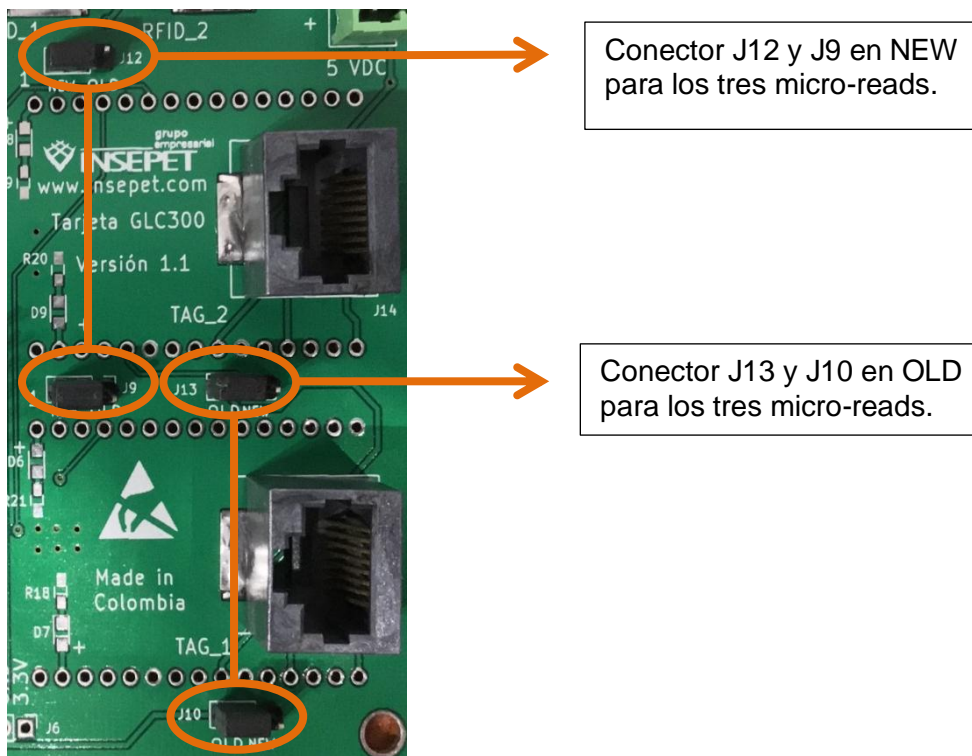 RFID_2
+
J12
5 VDC
1
grupo
empresarial
INSEPET
www.insepet.com
Tarjeta GLC300
Versión 1.1
R20
D9
+
TAG_2
J14
J9
J13
OLD NEW
D6
+
R21
Made in
Colombia
R18
D7
+
TAG_1
3.3V
J6
J10
OLD NEW
Conector J12 y J9 en NEW
para los tres micro-reads.
Conector J13 y J10 en OLD
para los tres micro-reads.